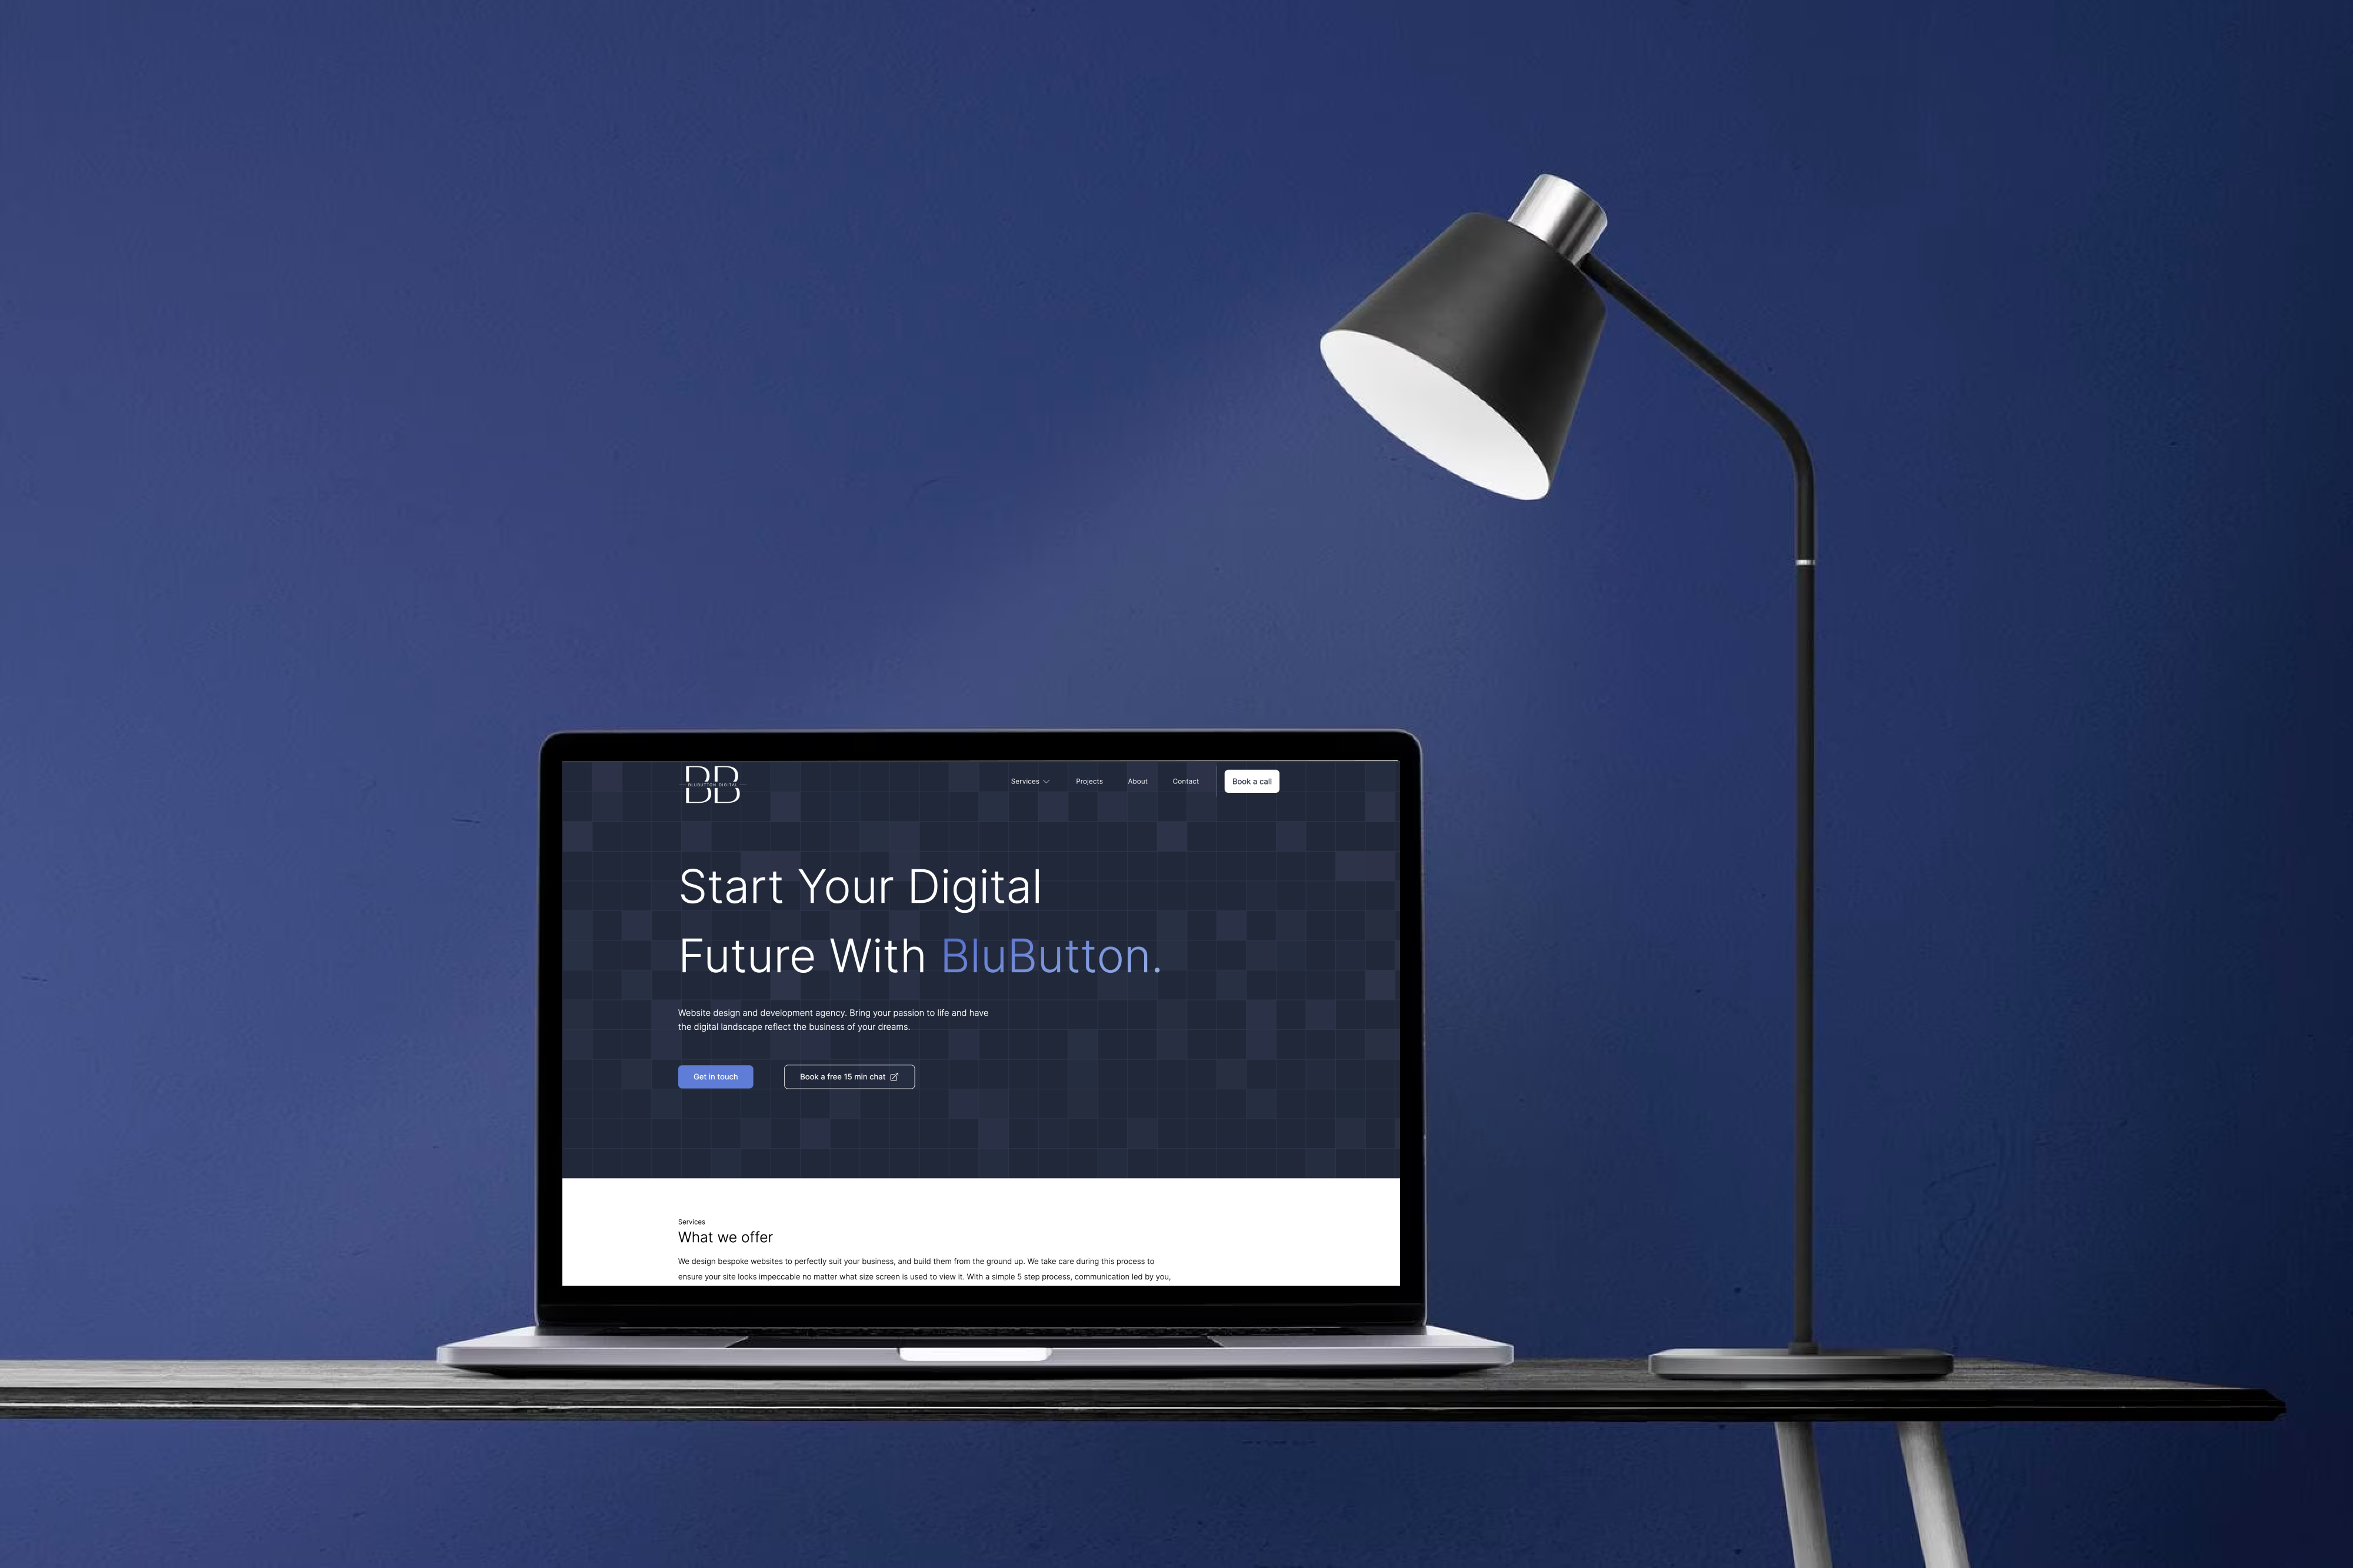 BB
BLUBUTTON DIGITAL
Services
Projects
About
Contact
Book a call
Start Your Digital
Future With BluButton.
Website design and development agency. Bring your passion to life and have
the digital landscape reflect the business of your dreams.
Get in touch
Book a free 15 min chat
Services
What we offer
We design bespoke websites to perfectly suit your business, and build them from the ground up. We take care during this process to
ensure your site looks impeccable no matter what size screen is used to view it. With a simple 5 step process, communication led by you,